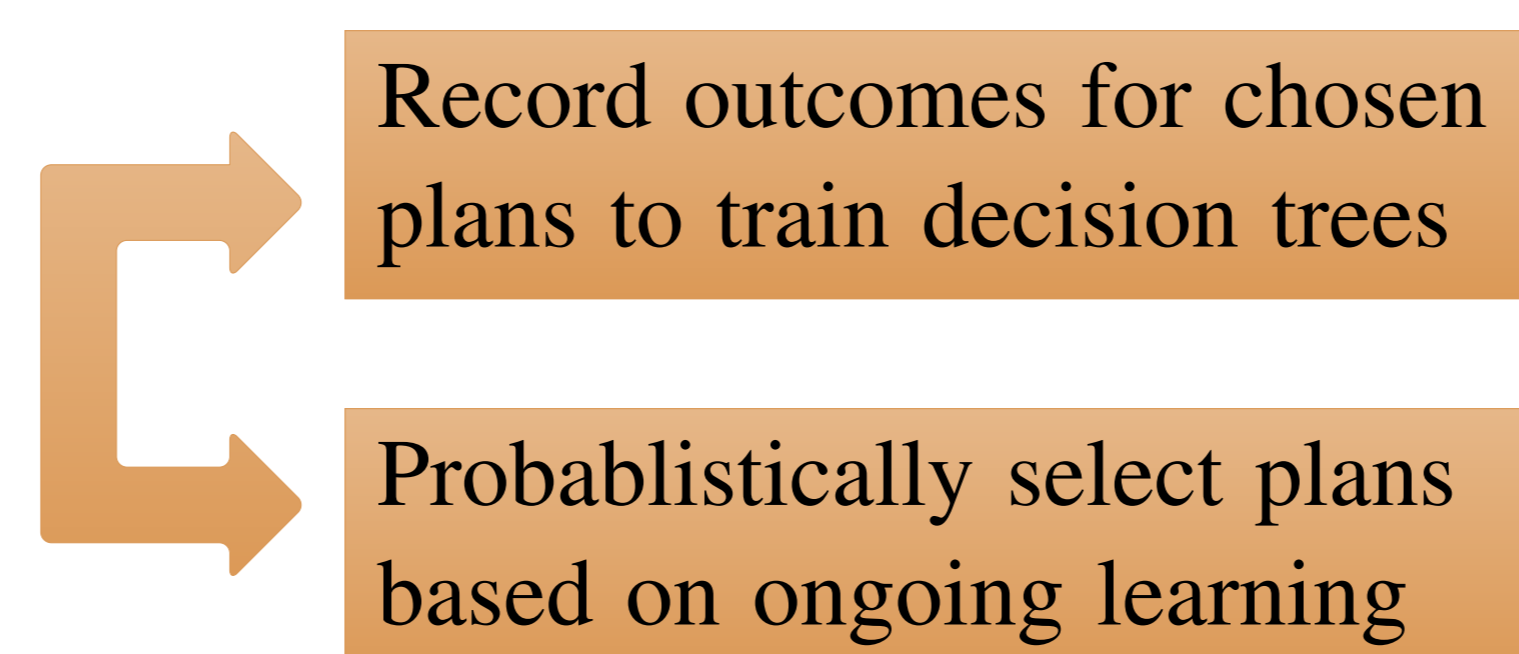 Record outcomes for chosen
plans to train decision trees
Probablistically select plans
based on ongoing learning